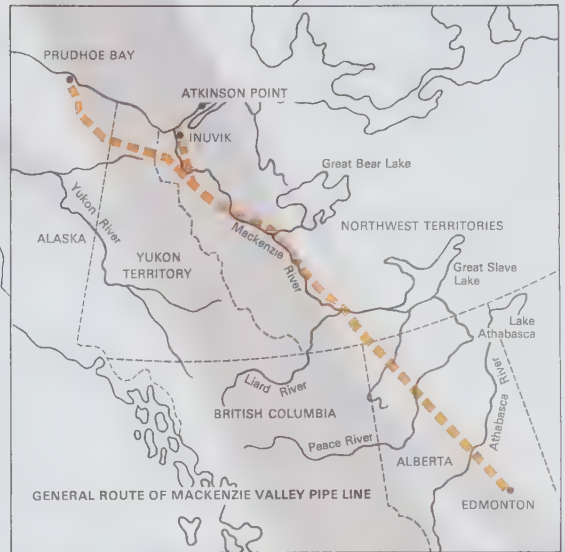 PRUDHOE BAY
ATKINSON POINT
INUVIK
Great Bear Lake
NORTHWEST TERRITORIES
Mackenzie
River
Yukon River
ALASKA
YUKON
TERRITORY
Great Slave
Lake
Lake
Athabasca
Athabasca River
Liard River
BRITISH COLUMBIA
Peace River
ALBERTA
GENERAL ROUTE OF MACKENZIE VALLEY PIPE LINE
EDMONTON